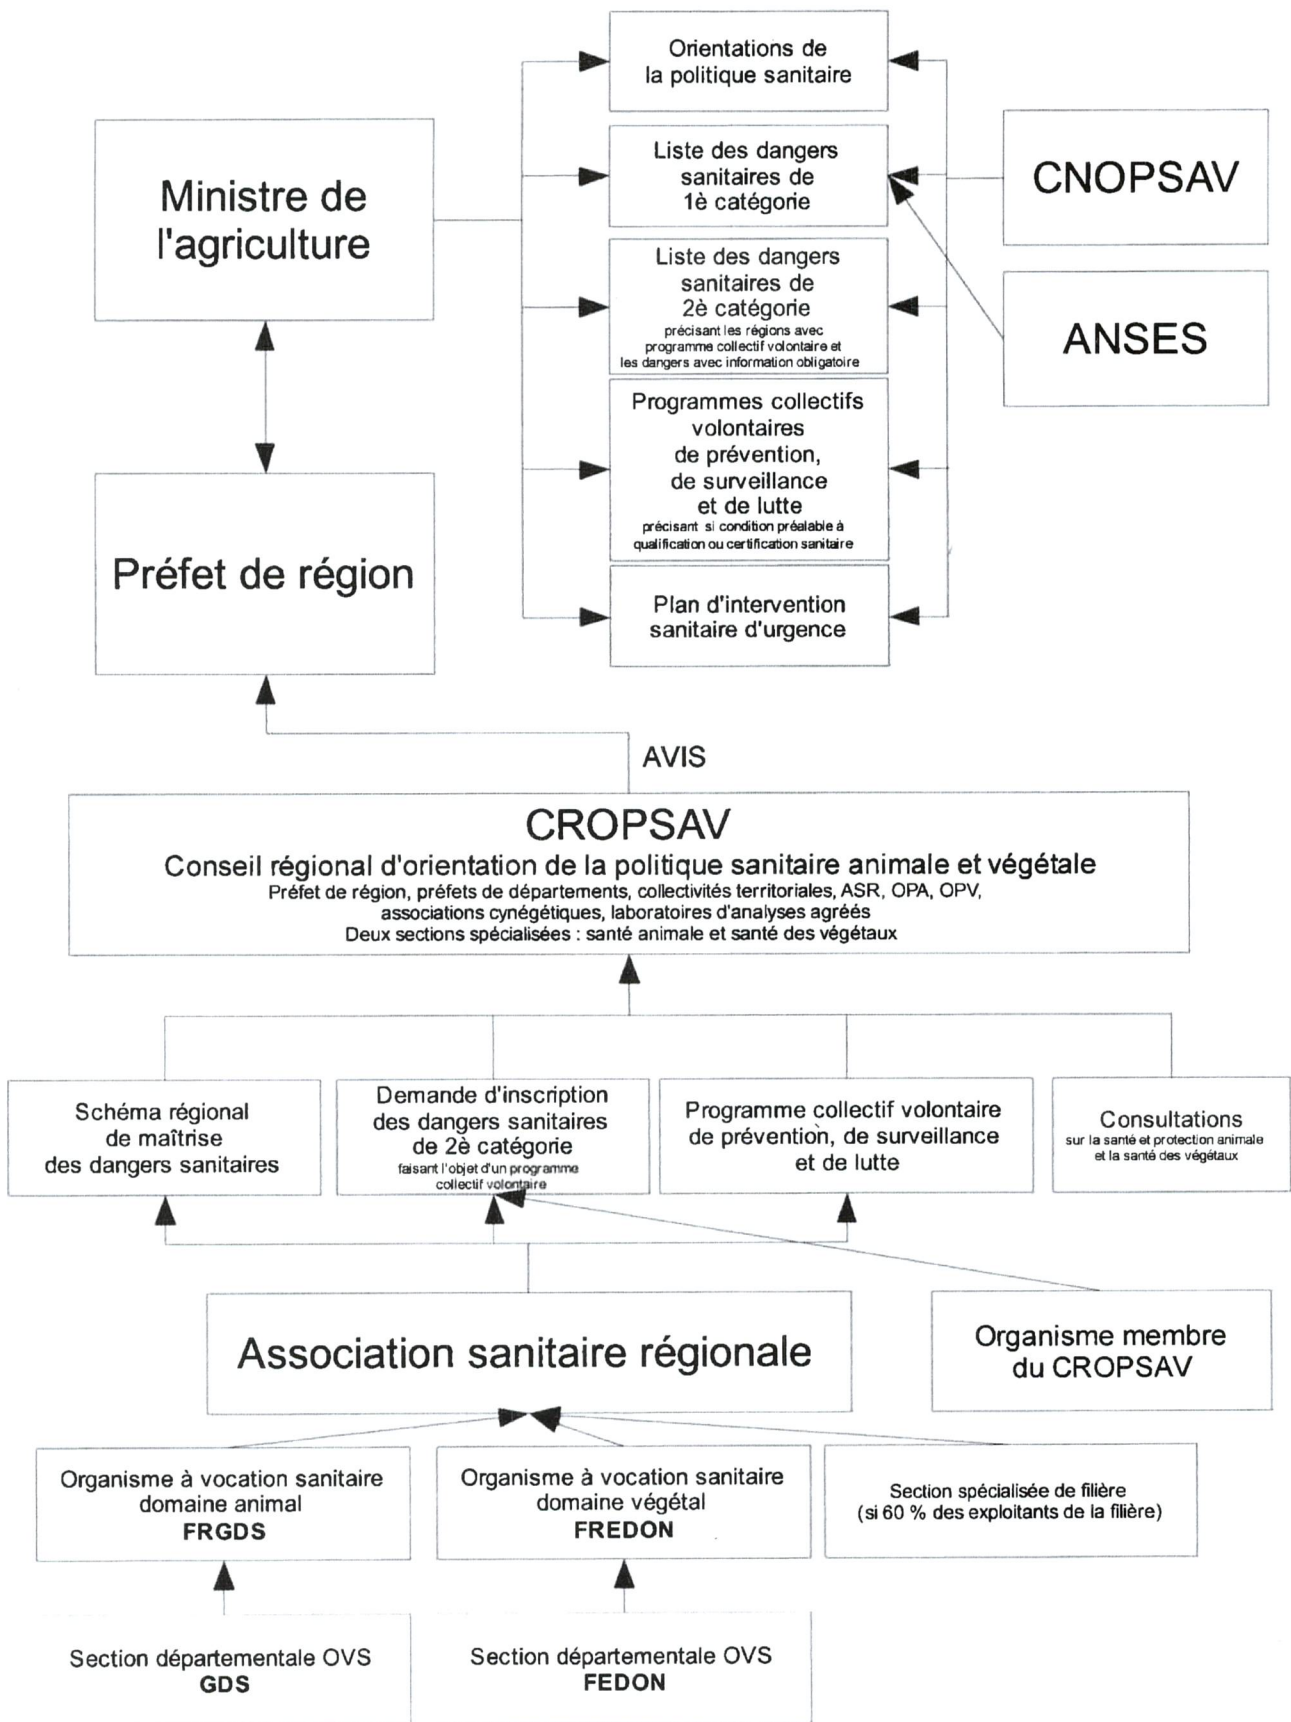 Orientations de
la politique sanitaire
Ministre de
l'agriculture
Liste des dangers
sanitaires de
1è catégorie
CNOPSAV
Liste des dangers
sanitaires de
2è catégorie
précisant les régions avec
programme collectif volontaire et
les dangers avec information obligatoire
ANSES
Programmes collectifs
volontaires
de prévention,
de surveillance
et de lutte
précisant si condition préalable à
qualification ou certification sanitaire
Préfet de région
Plan d'intervention
sanitaire d'urgence
AVIS
CROPSAV
Conseil régional d'orientation de la politique sanitaire animale et végétale
Préfet de région, préfets de départements, collectivités territoriales, ASR, OPA, OPV,
associations cynégétiques, laboratoires d'analyses agréés
Deux sections spécialisées : santé animale et santé des végétaux
Schéma régional
de maîtrise
des dangers sanitaires
Demande d'inscription
des dangers sanitaires
de 2è catégorie
faisant l'objet d'un programme
collectif volontaire
Programme collectif volontaire
de prévention, de surveillance
et de lutte
Consultations
sur la santé et protection animale
et la santé des végétaux
Association sanitaire régionale
Organisme membre
du CROPSAV
Organisme à vocation sanitaire
domaine animal
FRGDS
Organisme à vocation sanitaire
domaine végétal
FREDON
Section spécialisée de filière
(si 60 % des exploitants de la filière)
Section départementale OVS
GDS
Section départementale OVS
FEDON